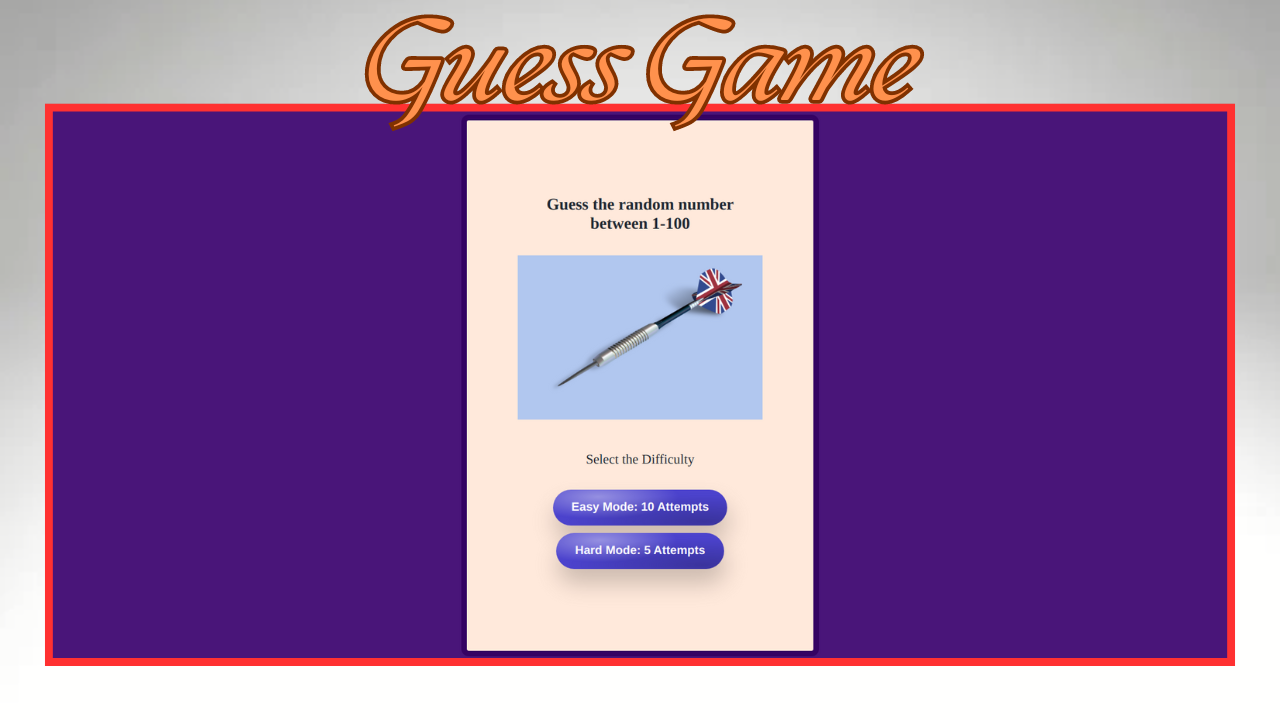 Guess Game
Guess the random number
between 1-100
Select the Difficulty
Easy Mode: 10 Attempts
Hard Mode: 5 Attempts